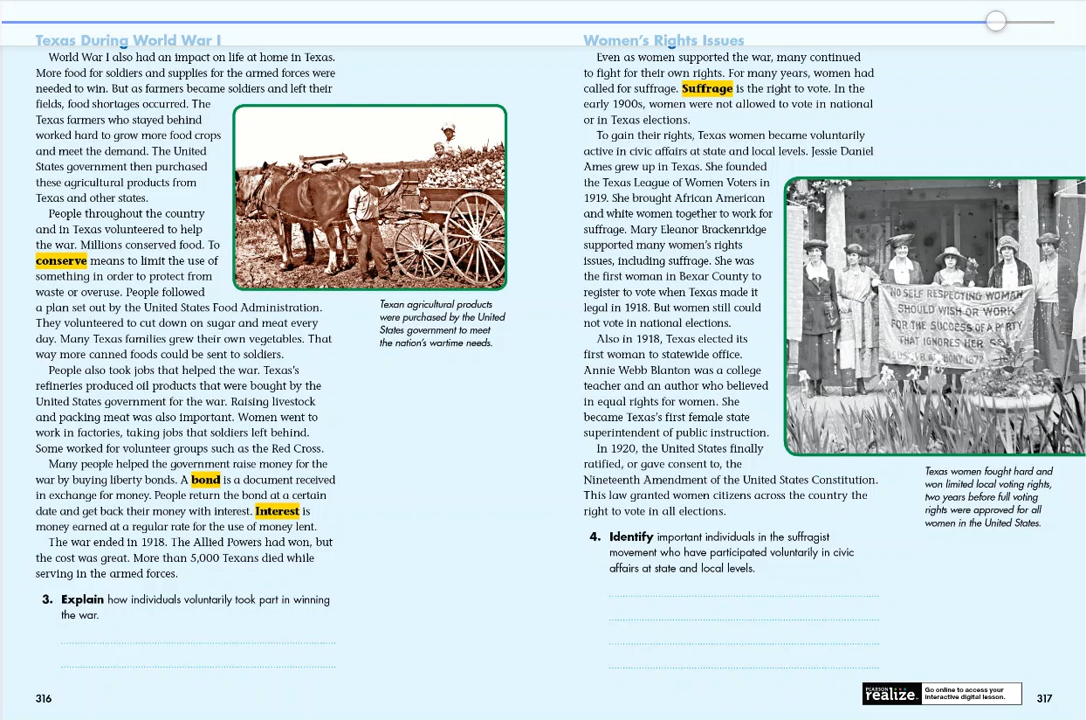 Texas During World War I
World War I also had an impact on life at home in Texas.
More food for soldiers and supplies for the armed forces were
needed to win. But as farmers became soldiers and left their
fields, food shortages occurred. The
Texas farmers who stayed behind
worked hard to grow more food crops
and meet the demand. The United
States government then purchased
these agricultural products from
Texas and other states.
People throughout the country
and in Texas volunteered to help
the war. Millions conserved food. To
conserve means to limit the use of
something in order to protect from
waste or overuse. People followed
a plan set out by the United States Food Administration.
They volunteered to cut down on sugar and meat every
day. Many Texas families grew their own vegetables. That
way more canned foods could be sent to soldiers.
People also took jobs that helped the war. Texas's
refineries produced oil products that were bought by the
United States government for the war. Raising livestock
and packing meat was also important. Women went to
work in factories, taking jobs that soldiers left behind.
Some worked for volunteer groups such as the Red Cross.
Many people helped the government raise money for the
war by buying liberty bonds. A bond is a document received
in exchange for money. People return the bond at a certain
date and get back their money with interest. Interest is
money earned at a regular rate for the use of money lent.
The war ended in 1918. The Allied Powers had won, but
the cost was great. More than 5,000 Texans died while
serving in the armed forces.
3. Explain how individuals voluntarily took part in winning
the war.
316
Texan agricultural products
were purchased by the United
States government to meet
the nation's wartime needs.
Women's Rights Issues
Even as women supported the war, many continued
to fight for their own rights. For many years, women had
called for suffrage. Suffrage is the right to vote. In the
early 1900s, women were not allowed to vote in national
or in Texas elections.
To gain their rights, Texas women became voluntarily
active in civic affairs at state and local levels. Jessie Daniel
Ames grew up in Texas. She founded
the Texas League of Women Voters in
1919. She brought African American
and white women together to work for
suffrage. Mary Eleanor Brackenridge
supported many women's rights
issues, including suffrage. She was
the first woman in Bexar County to
register to vote when Texas made it
legal in 1918. But women still could
not vote in national elections.
Also in 1918, Texas elected its
first woman to statewide office.
Annie Webb Blanton was a college
teacher and an author who believed
in equal rights for women. She
became Texas's first female state
superintendent of public instruction.
In 1920, the United States finally
ratified, or gave consent to, the
Nineteenth Amendment of the United States Constitution.
This law granted women citizens across the country the
right to vote in all elections.
4. Identify important individuals in the suffragist
movement who have participated voluntarily in civic
affairs at state and local levels.
NO SELF RESPECTING WOMAN
SHOULD WISH OR WORK
FOR THE SUCCESS OF A PARTY
THAT IGNORES HER SEX
Texas women fought hard and
won limited local voting rights,
two years before full voting
rights were approved for all
women in the United States.
PEARSON
realize
Go online to access your
interactive digital lesson.
317